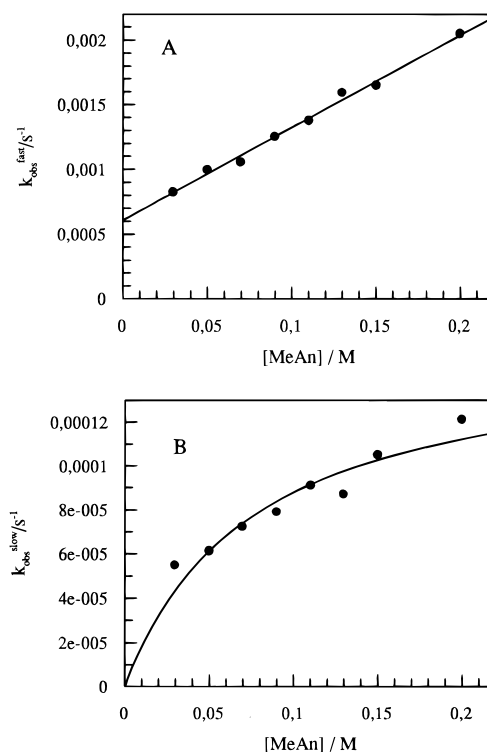 A
0,002
0,0015
0,001
0,0005
0
k_obs^fast/s^-1
0 0,05 0,1 0,15 0,2
[MeAn] / M
B
0,00012
0,0001
8e-005
6e-005
4e-005
2e-005
0
k_obs^slow/s^-1
0 0,05 0,1 0,15 0,2
[MeAn] / M